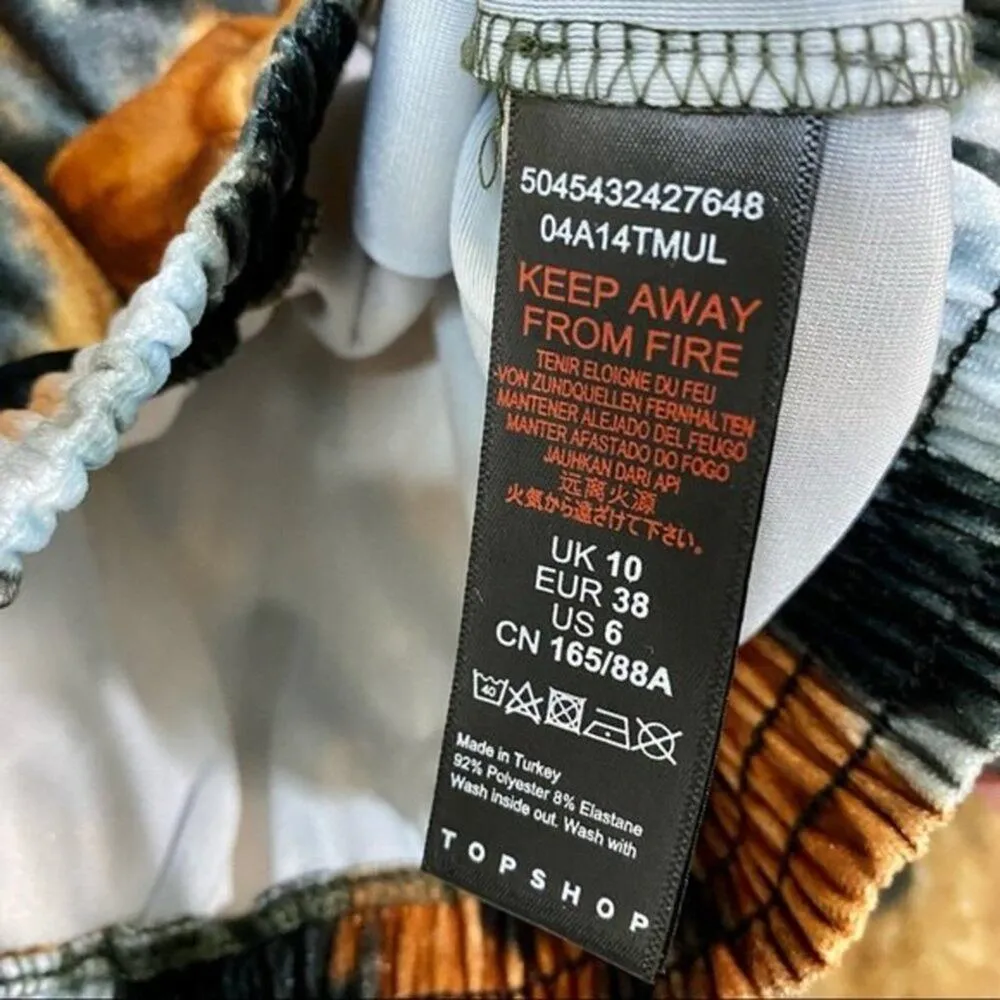 5045432427648
04A14TMUL
KEEP AWAY
FROM FIRE
TENIR ELOIGNE DU FEU
VON ZUNDQUELLEN FERNHALTEN
MANTENER ALEJADO DEL FEUGO
MANTER AFASTADO DO FOGO
JAUHKAN DARI API
远离火源
火気から遠ざけて下さい。
UK 10
EUR 38
US 6
CN 165/88A
40
Made in Turkey
92% Polyester 8% Elastane
Wash inside out. Wash with
TOPSHOP